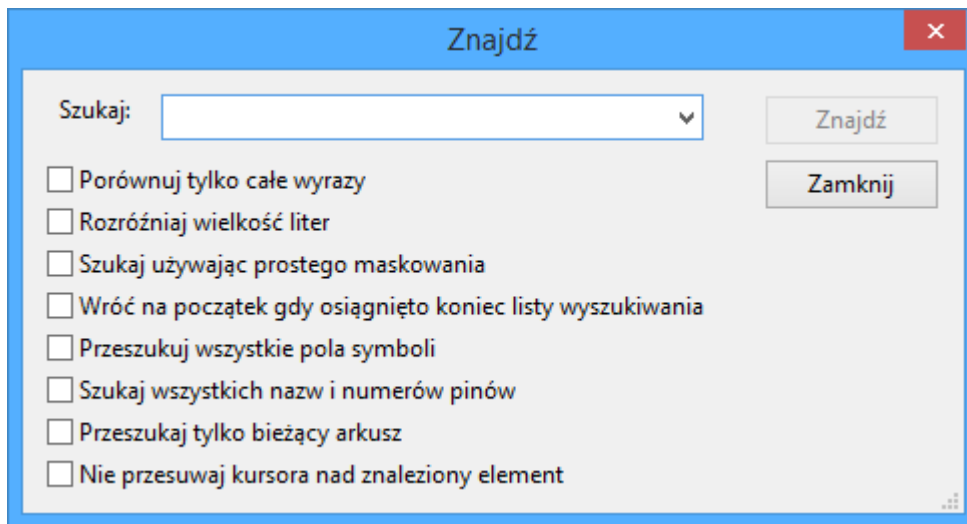 Znajdź
Szukaj:
Znajdź
Porównuj tylko całe wyrazy
Zamknij
Rozróźniaj wielkość liter
Szukaj używając prostego maskowania
Wróć na początek gdy osiągnięto koniec listy wyszukiwania
Przeszukuj wszystkie pola symboli
Szukaj wszystkich nazw i numerów pinów
Przeszukaj tylko bieżący arkusz
Nie przesuwaj kursora nad znaleziony element